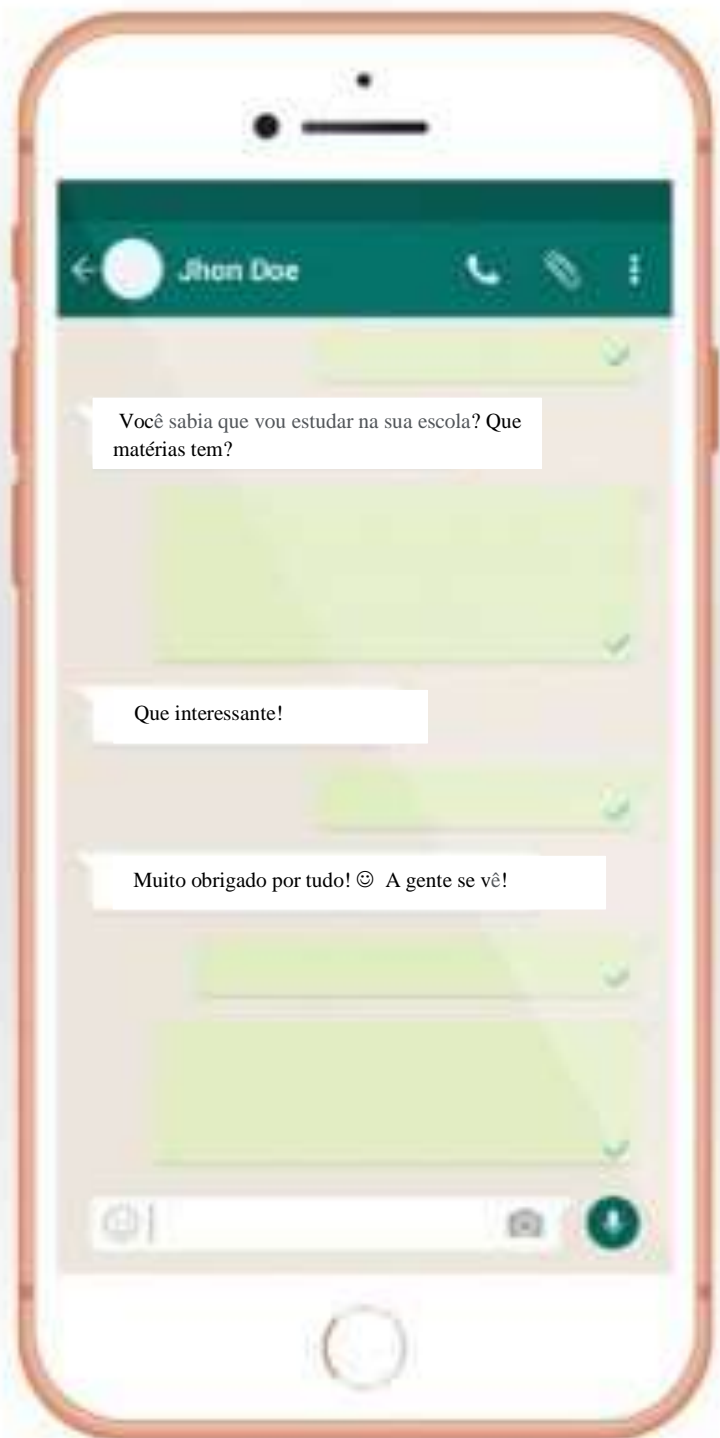 Jhon Doe
Você sabia que vou estudar na sua escola? Que
matérias tem?
Que interessante!
Muito obrigado por tudo! ☺ A gente se vê!